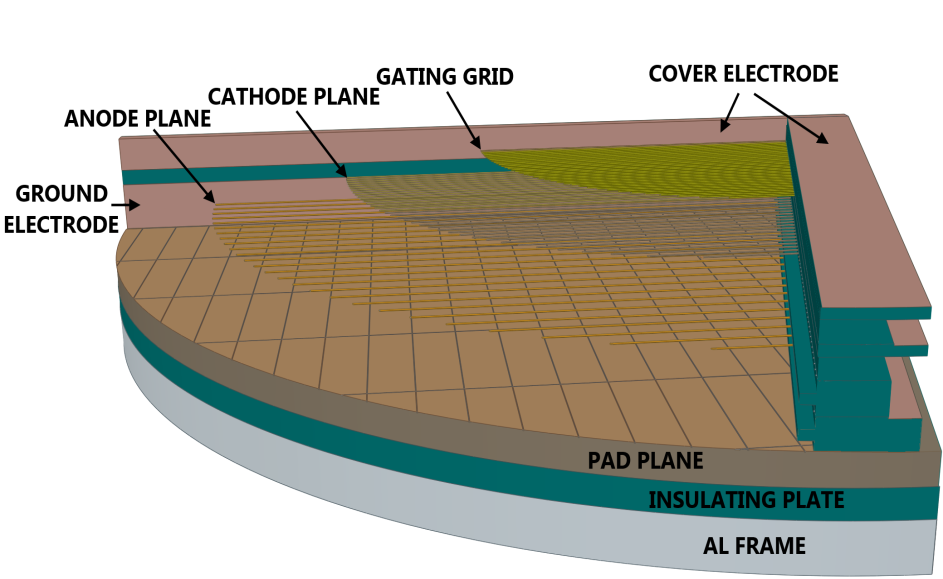 COVER ELECTRODE
GATING GRID
CATHODE PLANE
ANODE PLANE
GROUND
ELECTRODE
PAD PLANE
INSULATING PLATE
AL FRAME